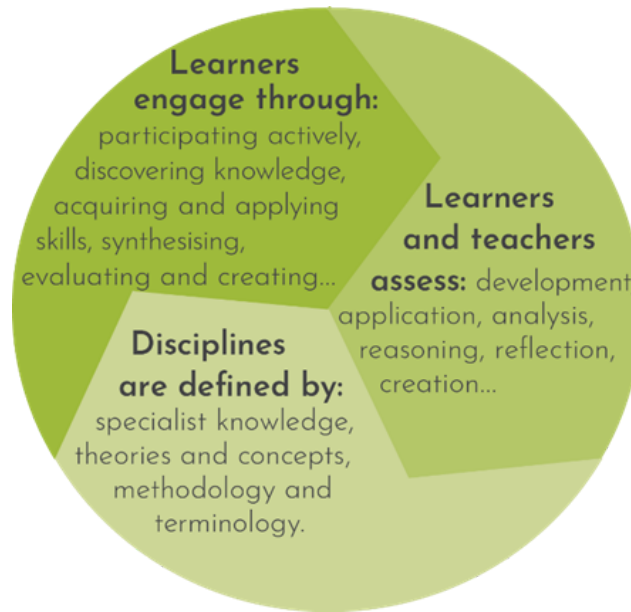 Learners
engage through:
participating actively,
discovering knowledge,
acquiring and applying
skills, synthesising,
evaluating and creating...
Learners
and teachers
assess: development
application, analysis,
reasoning, reflection,
creation...
Disciplines
are defined by:
specialist knowledge,
theories and concepts,
methodology and
terminology.